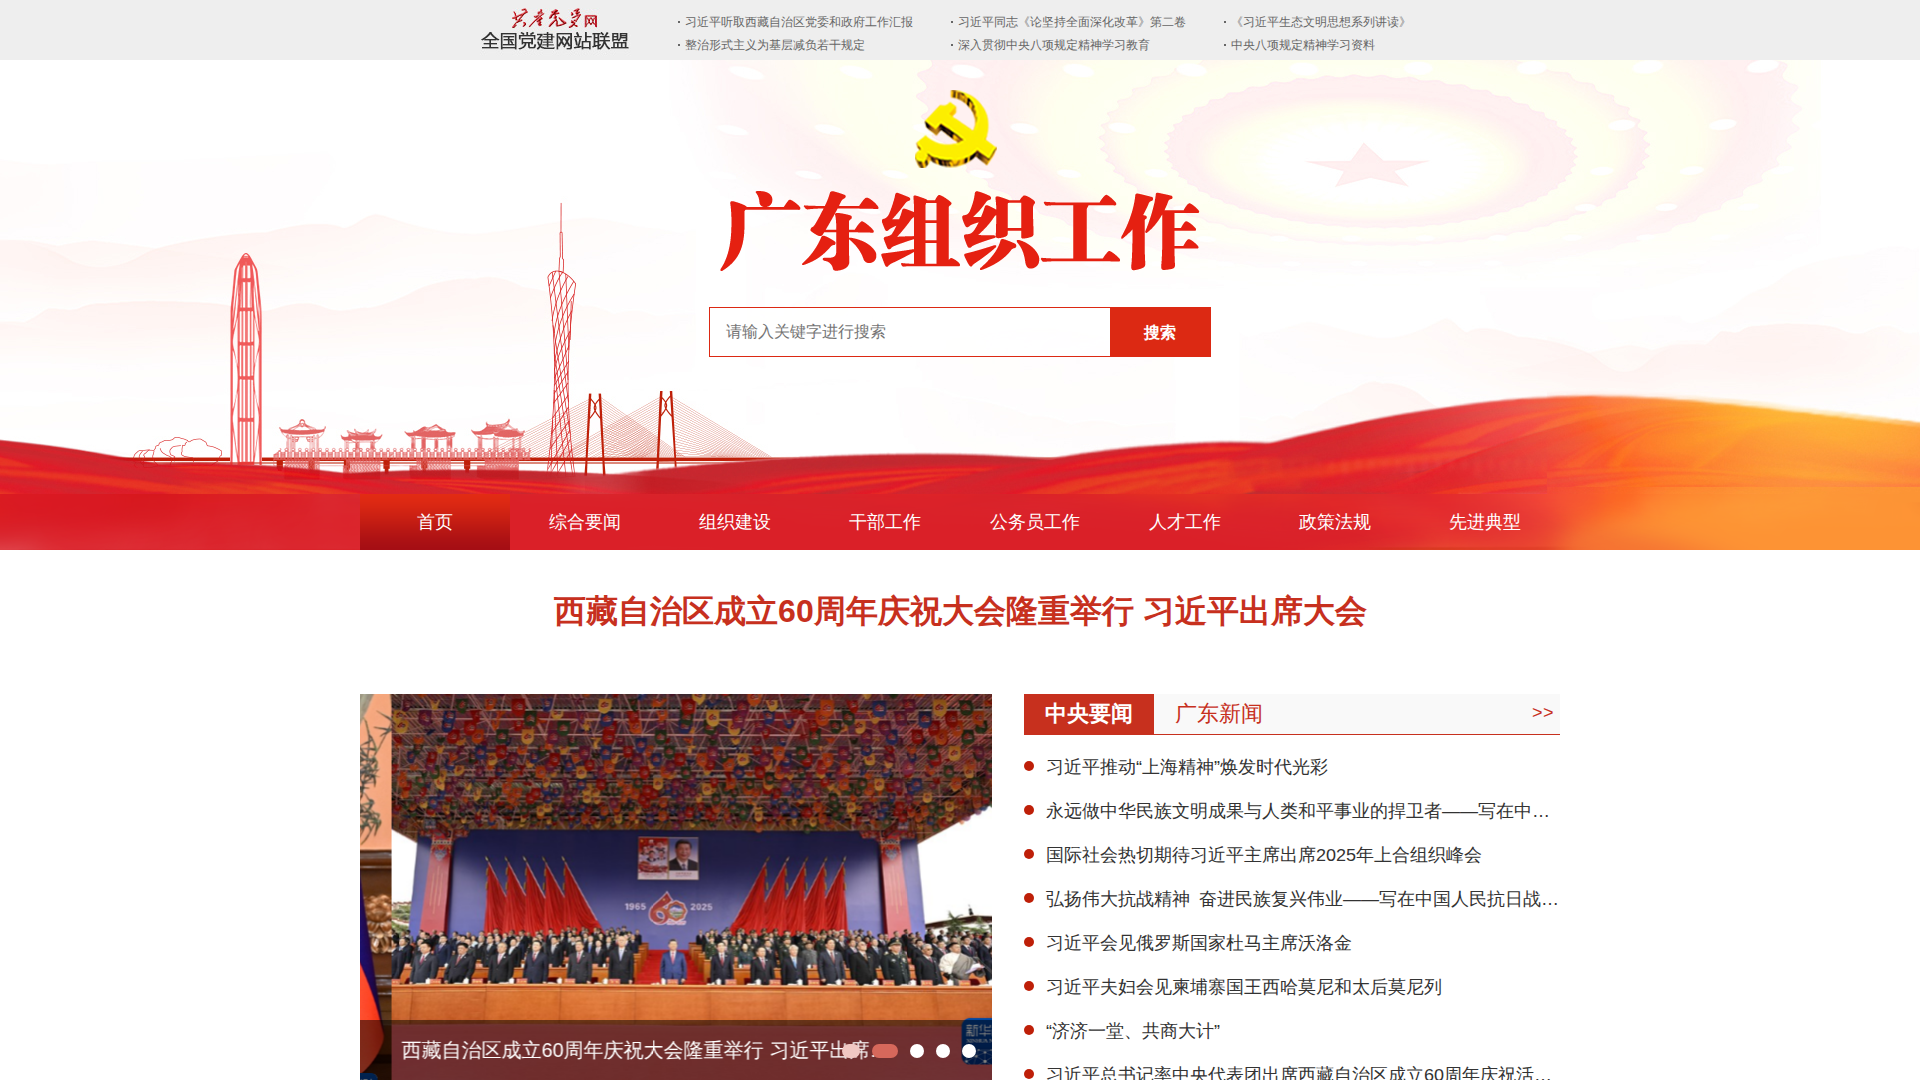 共产党员网
全国党建网站联盟
· 习近平听取西藏自治区党委和政府工作汇报
· 习近平同志《论坚持全面深化改革》第二卷
· 《习近平生态文明思想系列讲读》
· 整治形式主义为基层减负若干规定
· 深入贯彻中央八项规定精神学习教育
· 中央八项规定精神学习资料
广东组织工作
请输入关键字进行搜索
搜索
首页
综合要闻
组织建设
干部工作
公务员工作
人才工作
政策法规
先进典型
西藏自治区成立60周年庆祝大会隆重举行 习近平出席大会
1965
60
2025
西藏自治区成立60周年庆祝大会隆重举行 习近平出席…
新华
中央要闻
广东新闻
>>
习近平推动“上海精神”焕发时代光彩
永远做中华民族文明成果与人类和平事业的捍卫者——写在中…
国际社会热切期待习近平主席出席2025年上合组织峰会
弘扬伟大抗战精神 奋进民族复兴伟业——写在中国人民抗日战…
习近平会见俄罗斯国家杜马主席沃洛金
习近平夫妇会见柬埔寨国王西哈莫尼和太后莫尼列
“济济一堂、共商大计”
习近平总书记率中央代表团出席西藏自治区成立60周年庆祝活…